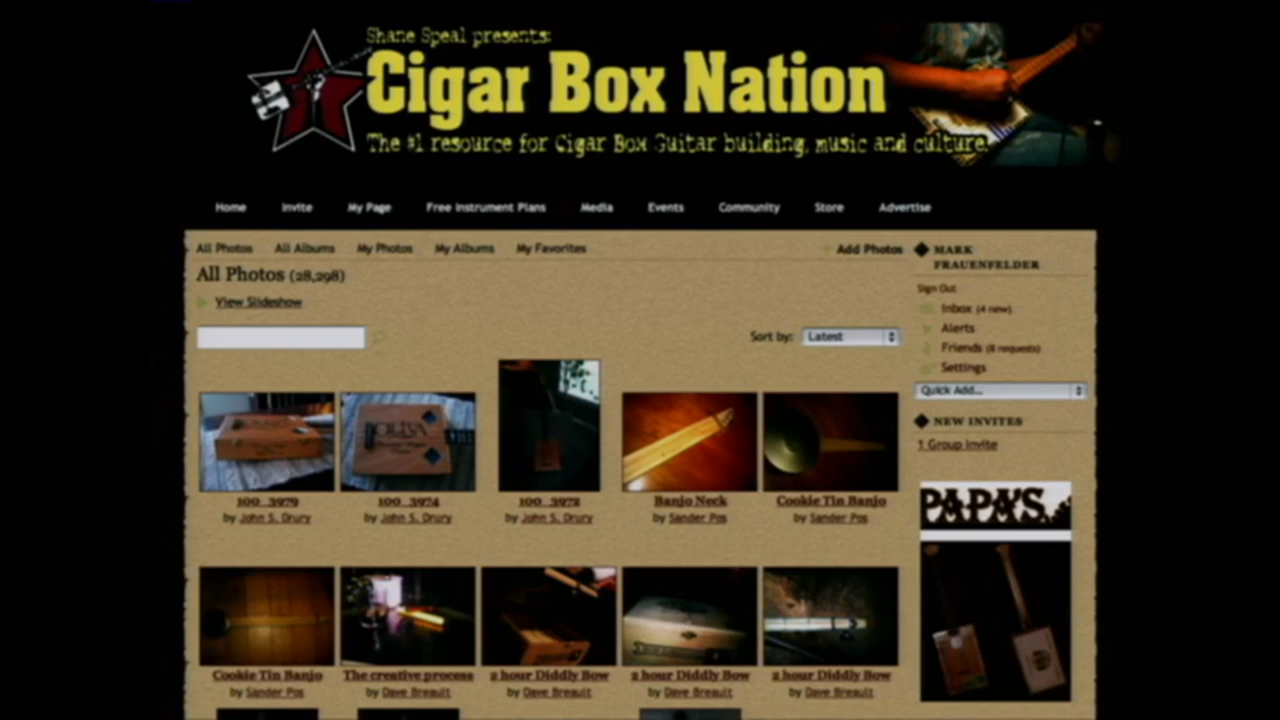 Shane Speal presents:
Cigar Box Nation
The #1 resource for Cigar Box Guitar building, music and culture.
Home Invite My Page Free Instrument Plans Media Events Community Store Advertise
All Photos All Albums My Photos My Albums My Favorites Add Photos
All Photos (28,298)
View Slideshow
Sort by: Latest
MARK
FRAUENFELDER
Sign Out
Inbox (4 new)
Alerts
Friends (8 requests)
Settings
Quick Add...
NEW INVITES
1 Group Invite
PAPA'S
OLIVA
100_3979 100_3974 100_3972 Banjo Neck Cookie Tin Banjo
by John S. Drury by John S. Drury by John S. Drury by Sander Pos by Sander Pos
Cookie Tin Banjo The creative process 2 hour Diddly Bow 2 hour Diddly Bow 2 hour Diddly Bow
by Sander Pos by Dave Breault by Dave Breault by Dave Breault by Dave Breault